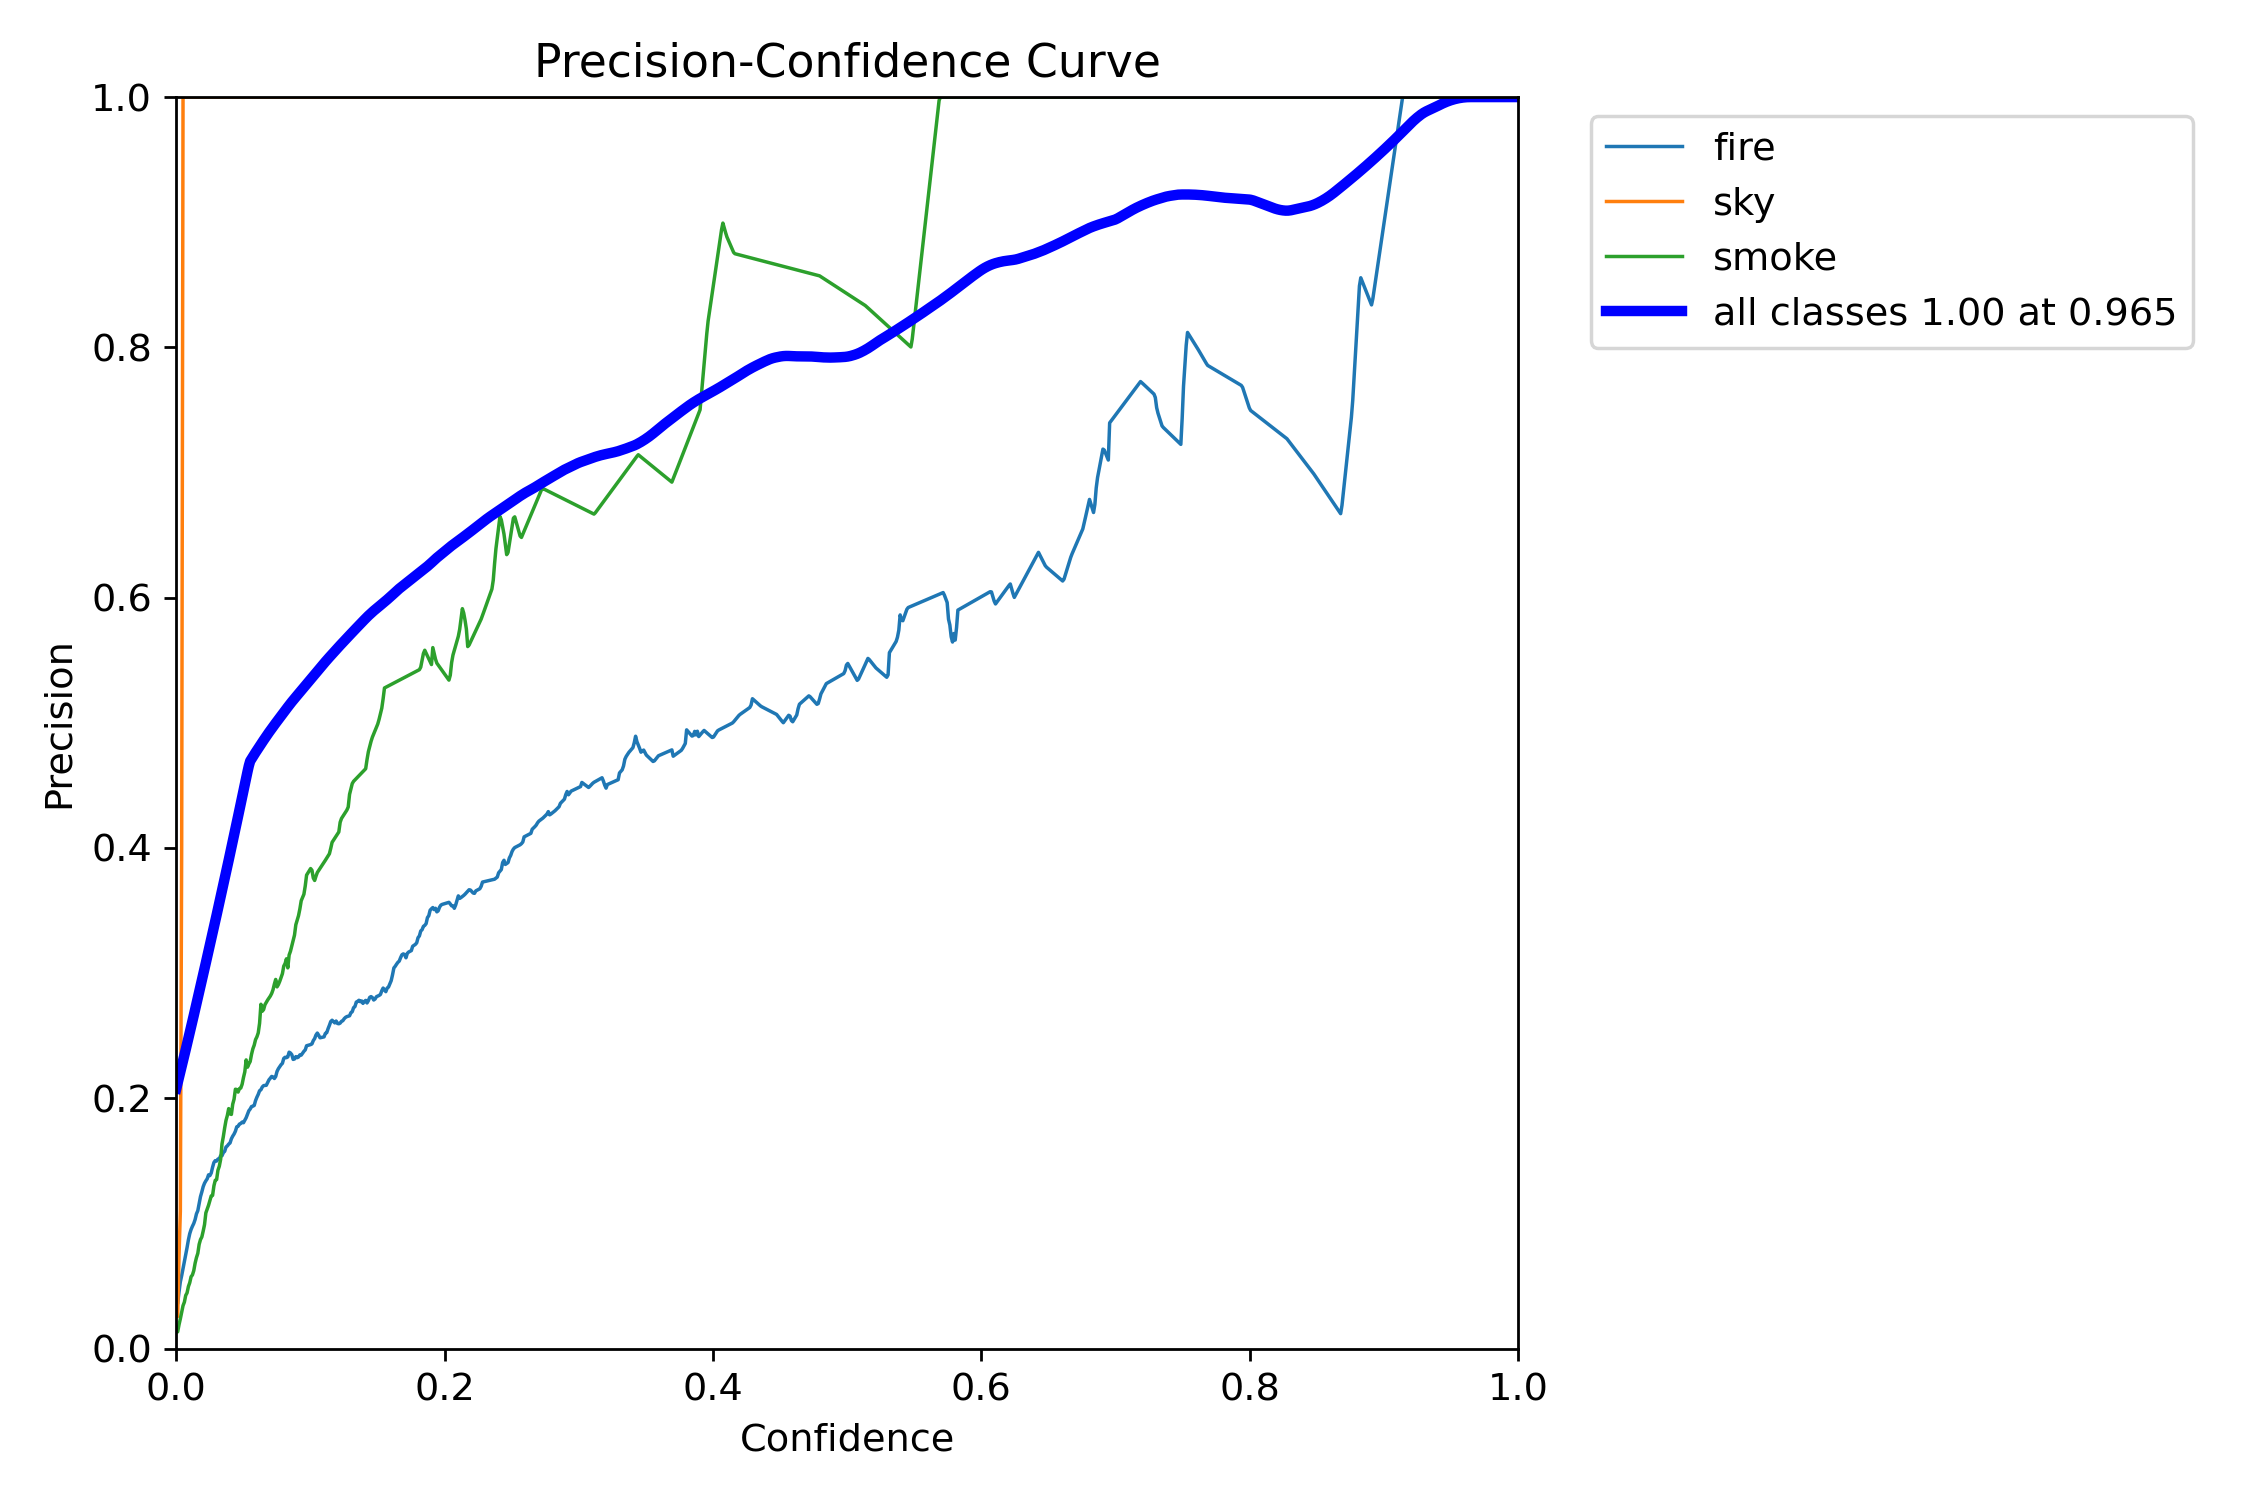 Precision-Confidence Curve
1.0
0.8
0.6
0.4
0.2
0.0
Precision
0.0 0.2 0.4 0.6 0.8 1.0
Confidence
fire
sky
smoke
all classes 1.00 at 0.965